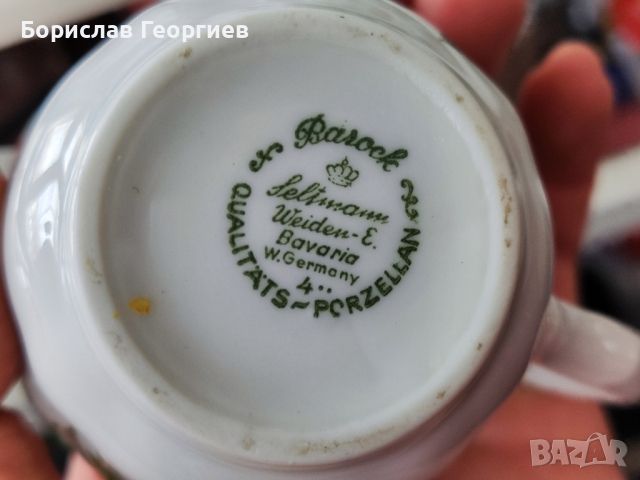 Борислав Георгиев
Barock
Seltmann
Weiden-E.
Bavaria
W.Germany
4··
QUALITÄTS~PORZELLAN
BAZAR